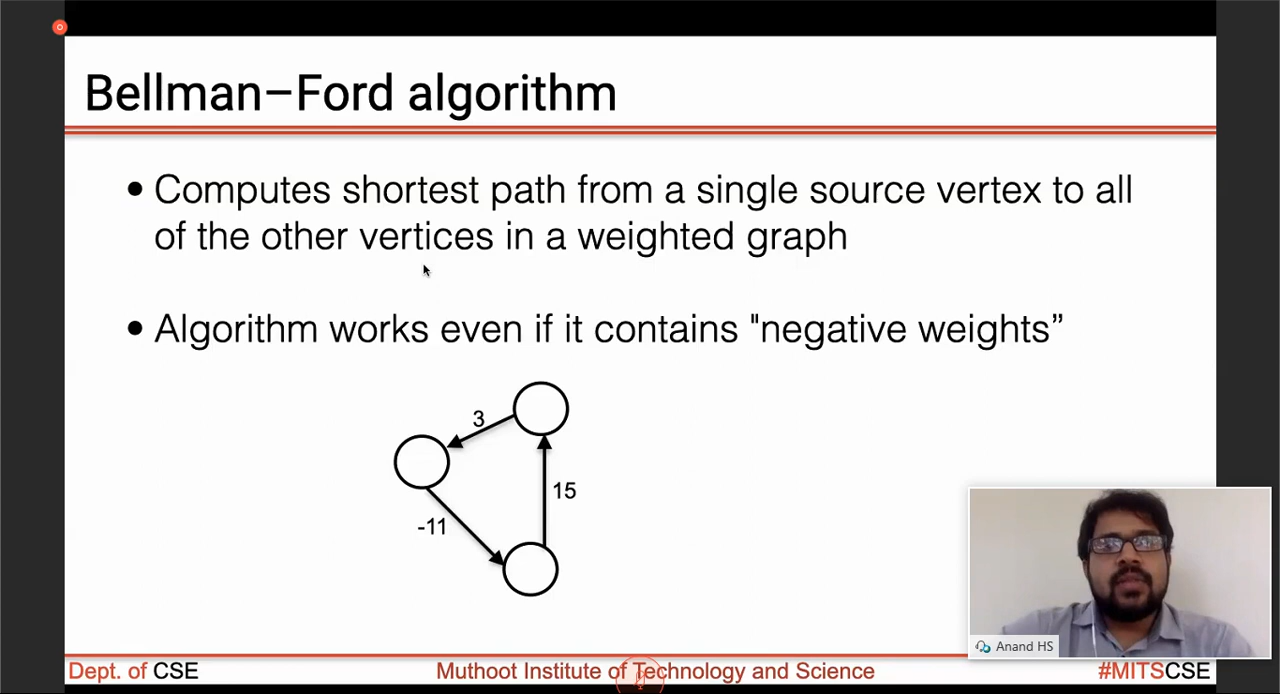 Bellman–Ford algorithm
• Computes shortest path from a single source vertex to all
of the other vertices in a weighted graph
• Algorithm works even if it contains "negative weights”
3
15
-11
Anand HS
Dept. of CSE
Muthoot Institute of Technology and Science
#MITSCSE